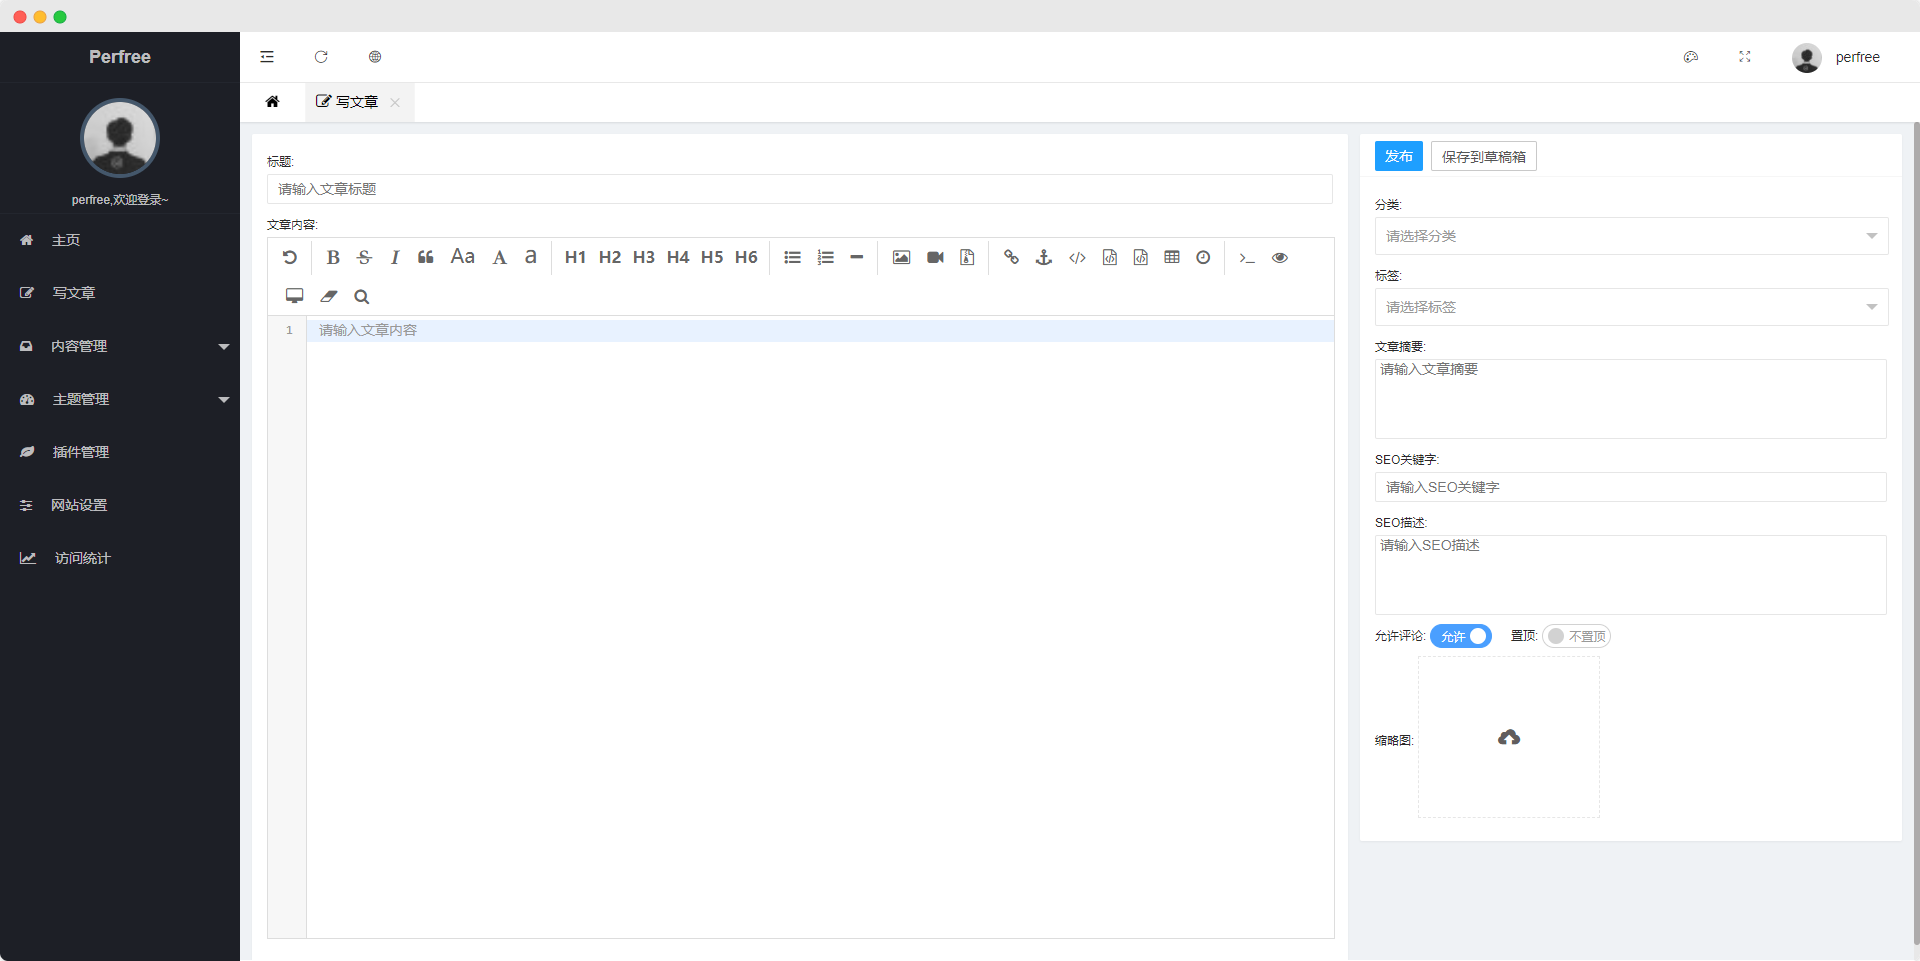 Perfree
perfree
写文章
perfree,欢迎登录~
主页
写文章
内容管理
主题管理
插件管理
网站设置
访问统计
标题:
请输入文章标题
文章内容:
B S I Aa A a H1 H2 H3 H4 H5 H6
1 请输入文章内容
发布 保存到草稿箱
分类:
请选择分类
标签:
请选择标签
文章摘要:
请输入文章摘要
SEO关键字:
请输入SEO关键字
SEO描述:
请输入SEO描述
允许评论: 允许 置顶: 不置顶
缩略图: